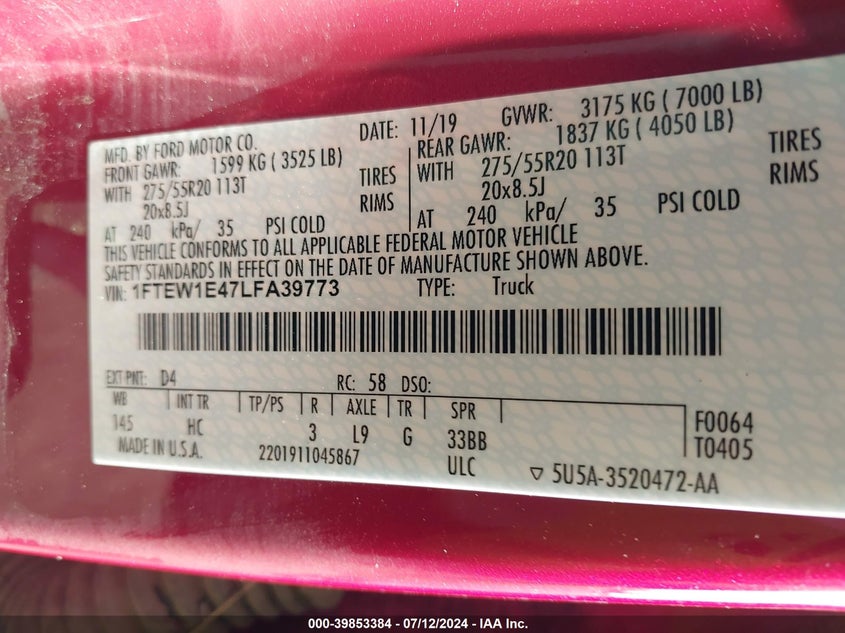 MFD. BY FORD MOTOR CO. DATE: 11/19 GVWR: 3175 KG ( 7000 LB)
FRONT GAWR: 1599 KG ( 3525 LB) REAR GAWR: 1837 KG ( 4050 LB)
WITH 275/55R20 113T TIRES WITH 275/55R20 113T TIRES
20x8.5J RIMS 20x8.5J RIMS
AT 240 kPa/ 35 PSI COLD AT 240 kPa/ 35 PSI COLD
THIS VEHICLE CONFORMS TO ALL APPLICABLE FEDERAL MOTOR VEHICLE
SAFETY STANDARDS IN EFFECT ON THE DATE OF MANUFACTURE SHOWN ABOVE.
VIN: 1FTEW1E47LFA39773 TYPE: Truck
EXT PNT: D4 RC: 58 DSO:
WB INT TR TP/PS R AXLE TR SPR
145 HC 3 L9 G 33BB F0064
MADE IN U.S.A. 2201911045867 ULC T0405
▽ 5U5A-3520472-AA
000-39853384 - 07/12/2024 - IAA Inc.